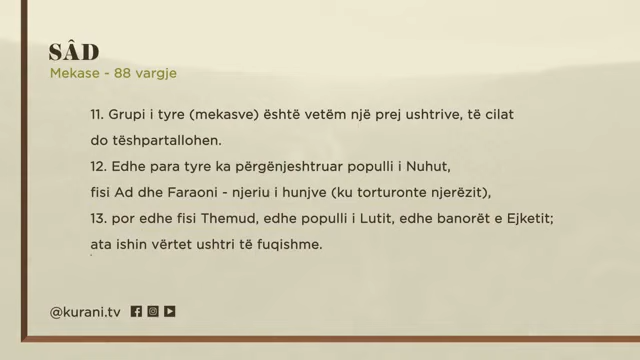 SÂD
Mekase - 88 vargje
11. Grupi i tyre (mekasve) është vetëm një prej ushtrive, të cilat
do tëshpartallohen.
12. Edhe para tyre ka përgënjeshtruar populli i Nuhut,
fisi Ad dhe Faraoni - njeriu i hunjve (ku torturonte njerëzit),
13. por edhe fisi Themud, edhe populli i Lutit, edhe banorët e Ejketit;
ata ishin vërtet ushtri të fuqishme.
@kurani.tv